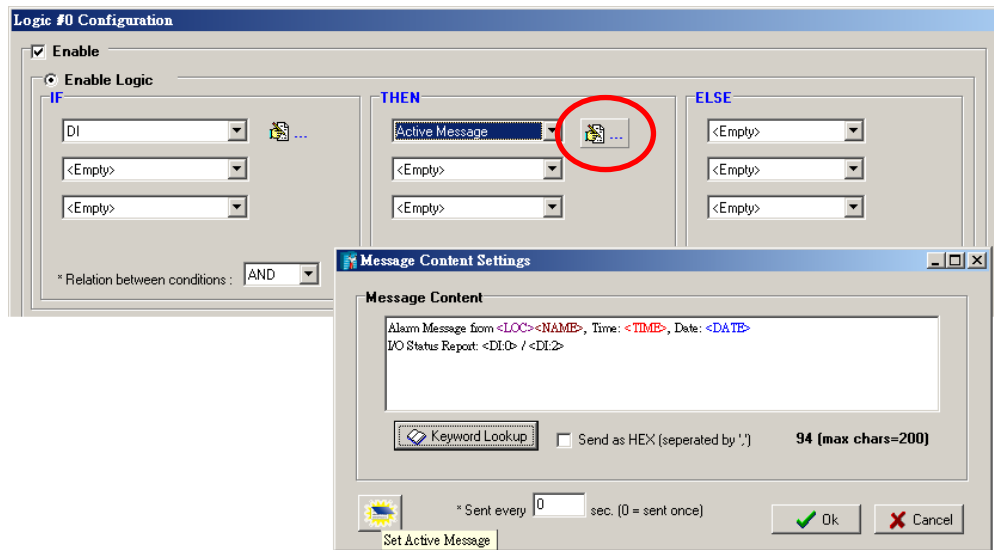 Logic #0 Configuration
Enable
Enable Logic
IF
THEN
ELSE
DI
...
Active Message
...
<Empty>
<Empty>
<Empty>
<Empty>
<Empty>
<Empty>
<Empty>
* Relation between conditions : AND
Message Content Settings
Message Content
Alarm Message from <LOC><NAME>, Time: <TIME>, Date: <DATE>
I/O Status Report: <DI:0> / <DI:2>
Keyword Lookup
Send as HEX (seperated by ',')
94 (max chars=200)
* Sent every 0 sec. (0 = sent once)
Ok
Cancel
Set Active Message